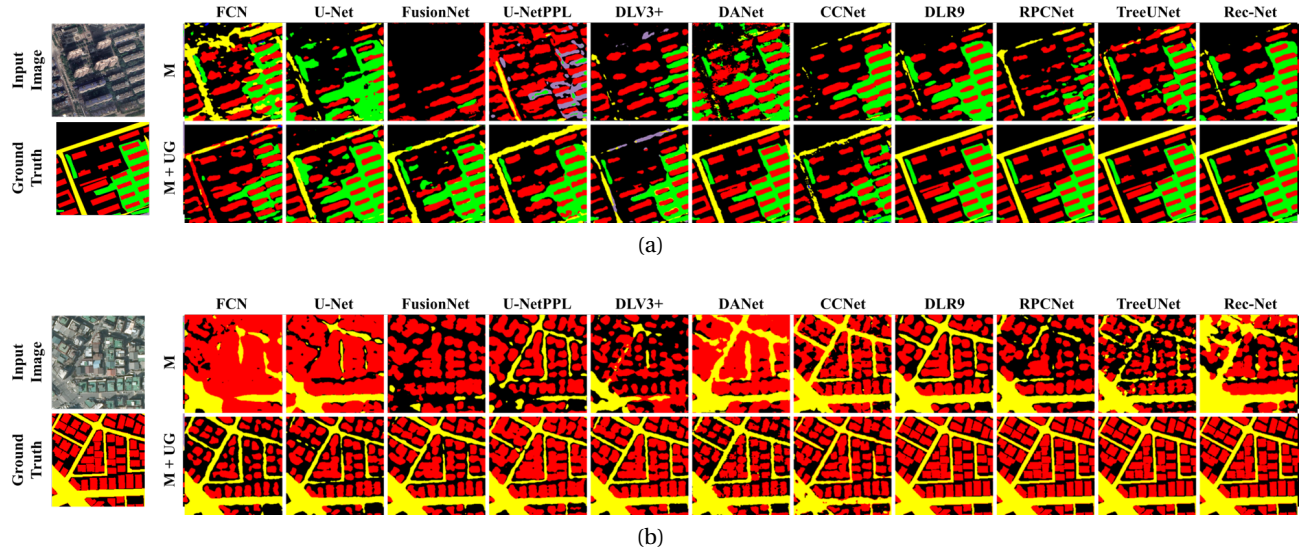 FCN U-Net FusionNet U-NetPPL DLV3+ DANet CCNet DLR9 RPCNet TreeUNet Rec-Net
Input
Image
M
Ground
Truth
M + UG
(a)
FCN U-Net FusionNet U-NetPPL DLV3+ DANet CCNet DLR9 RPCNet TreeUNet Rec-Net
Input
Image
M
Ground
Truth
M + UG
(b)